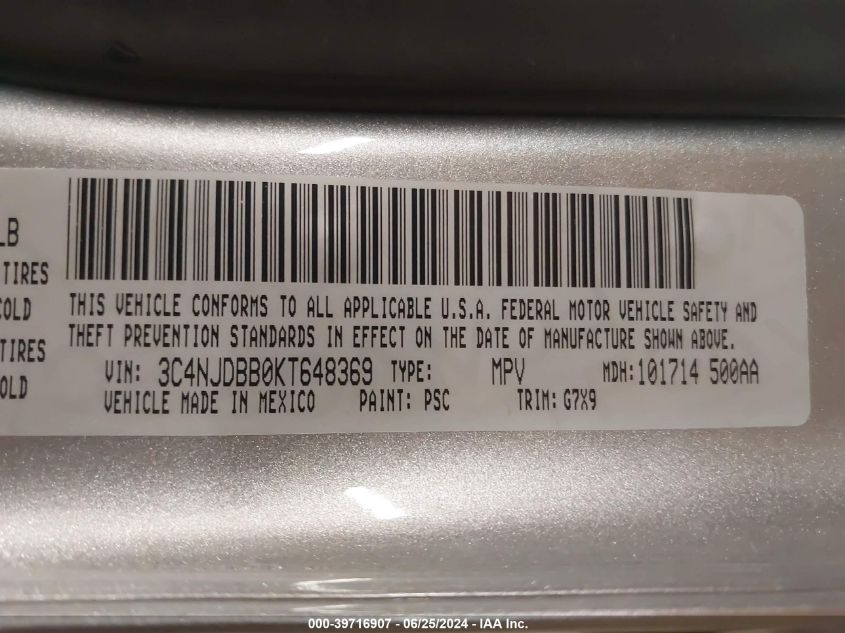 LB
TIRES
COLD
TIRES
OLD
THIS VEHICLE CONFORMS TO ALL APPLICABLE U.S.A. FEDERAL MOTOR VEHICLE SAFETY AND
THEFT PREVENTION STANDARDS IN EFFECT ON THE DATE OF MANUFACTURE SHOWN ABOVE.
VIN: 3C4NJDBB0KT648369 TYPE: MPV MDH:101714 500AA
VEHICLE MADE IN MEXICO PAINT: PSC TRIM: G7X9
000-39716907 - 06/25/2024 - IAA Inc.